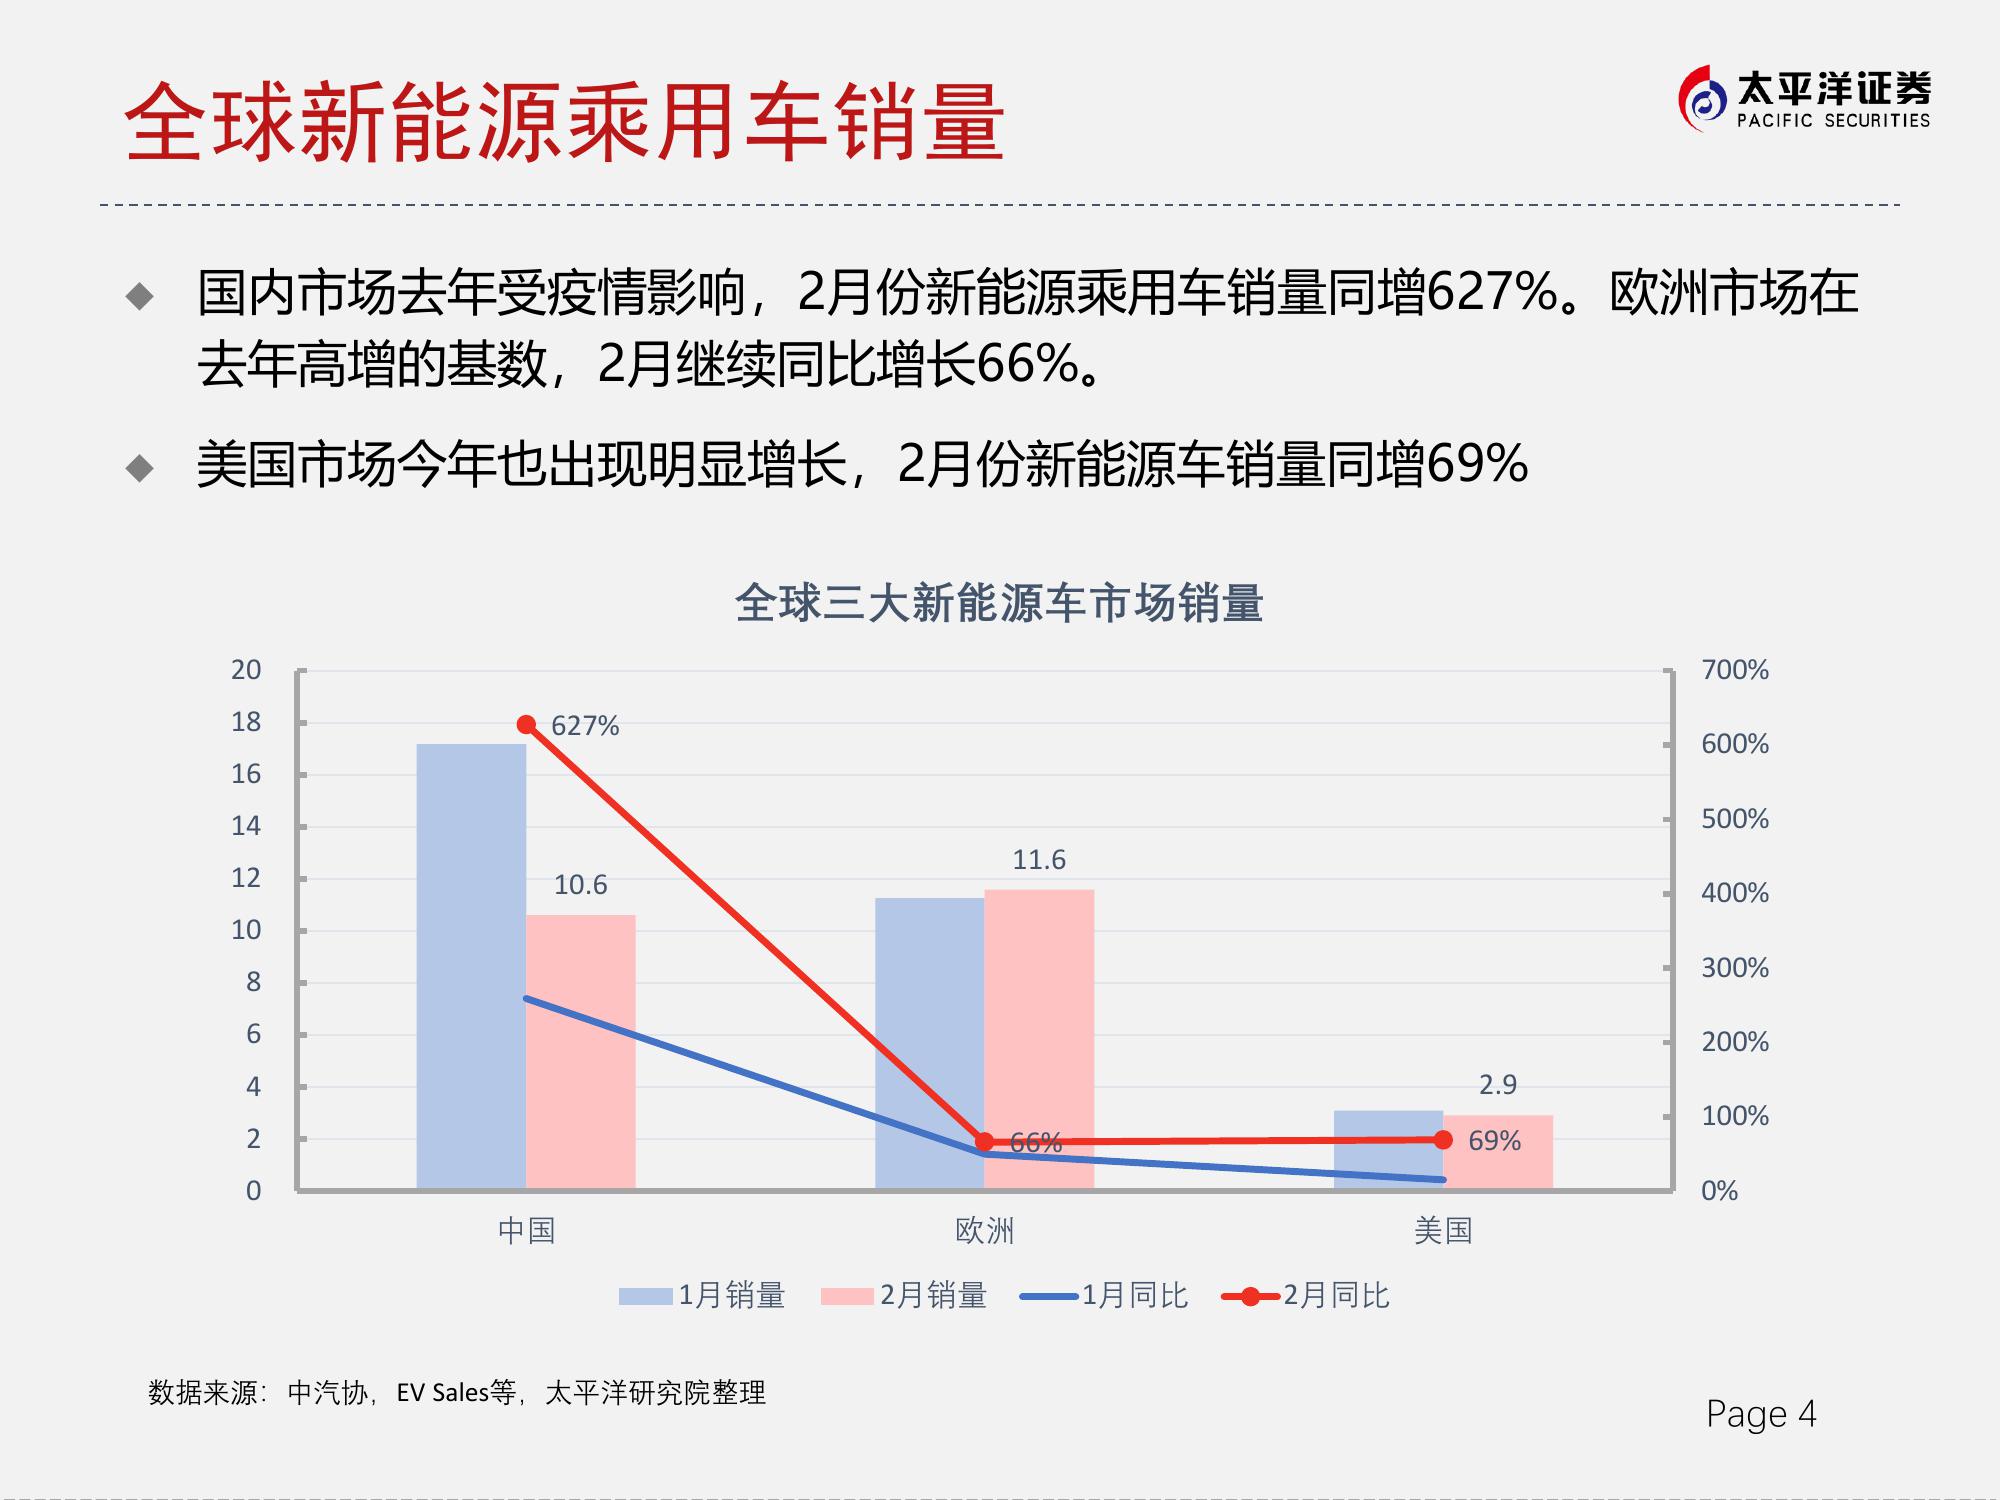 全球新能源乘用车销量
太平洋证券
PACIFIC SECURITIES
国内市场去年受疫情影响，2月份新能源乘用车销量同增627%。欧洲市场在
去年高增的基数，2月继续同比增长66%。
美国市场今年也出现明显增长，2月份新能源车销量同增69%
全球三大新能源车市场销量
20
18
16
14
12
10
8
6
4
2
0
700%
600%
500%
400%
300%
200%
100%
0%
627%
10.6
11.6
66%
2.9
69%
中国
欧洲
美国
1月销量 2月销量 1月同比 2月同比
数据来源：中汽协，EV Sales等，太平洋研究院整理
Page 4